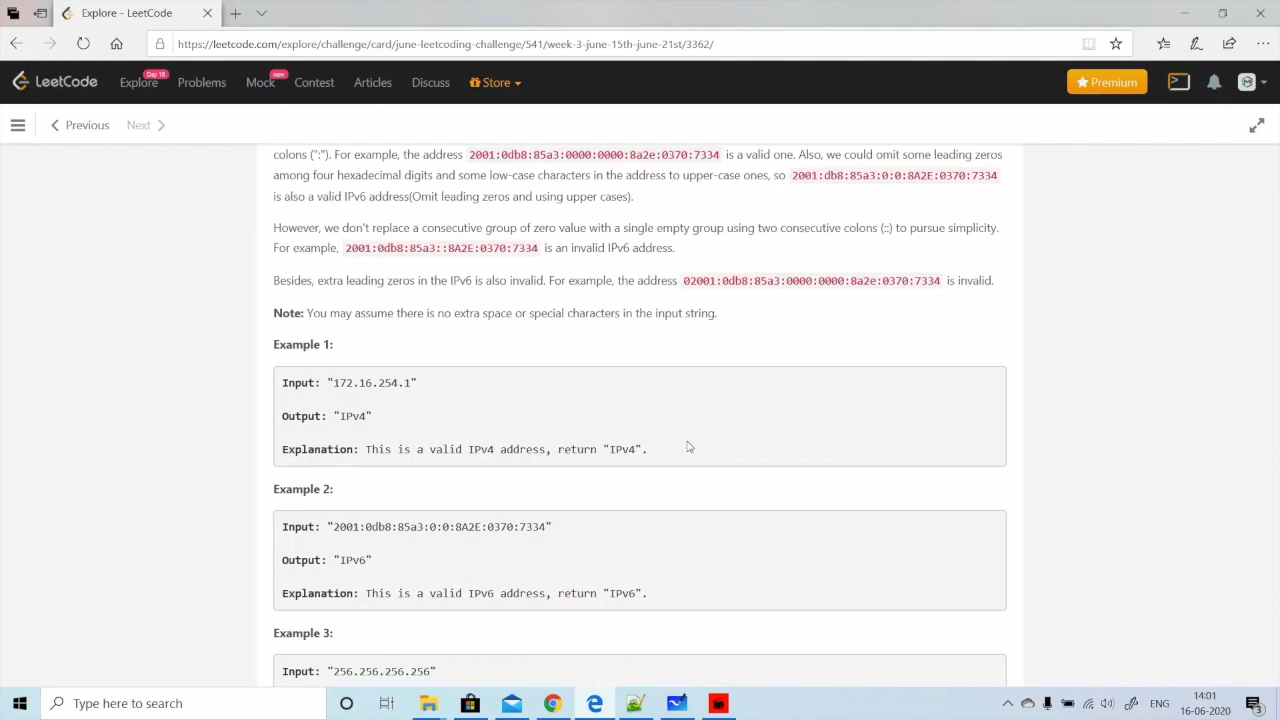 Explore - LeetCode
https://leetcode.com/explore/challenge/card/june-leetcoding-challenge/541/week-3-june-15th-june-21st/3362/
LeetCode
Explore
Day 16
Problems
Mock
new
Contest
Articles
Discuss
Store
Premium
Previous
Next
colons (":"). For example, the address 2001:0db8:85a3:0000:0000:8a2e:0370:7334 is a valid one. Also, we could omit some leading zeros
among four hexadecimal digits and some low-case characters in the address to upper-case ones, so 2001:db8:85a3:0:0:8A2E:0370:7334
is also a valid IPv6 address(Omit leading zeros and using upper cases).
However, we don't replace a consecutive group of zero value with a single empty group using two consecutive colons (::) to pursue simplicity.
For example, 2001:0db8:85a3::8A2E:0370:7334 is an invalid IPv6 address.
Besides, extra leading zeros in the IPv6 is also invalid. For example, the address 02001:0db8:85a3:0000:0000:8a2e:0370:7334 is invalid.
Note: You may assume there is no extra space or special characters in the input string.
Example 1:
Input: "172.16.254.1"
Output: "IPv4"
Explanation: This is a valid IPv4 address, return "IPv4".
Example 2:
Input: "2001:0db8:85a3:0:0:8A2E:0370:7334"
Output: "IPv6"
Explanation: This is a valid IPv6 address, return "IPv6".
Example 3:
Input: "256.256.256.256"
Type here to search
ENG
14:01
16-06-2020
3